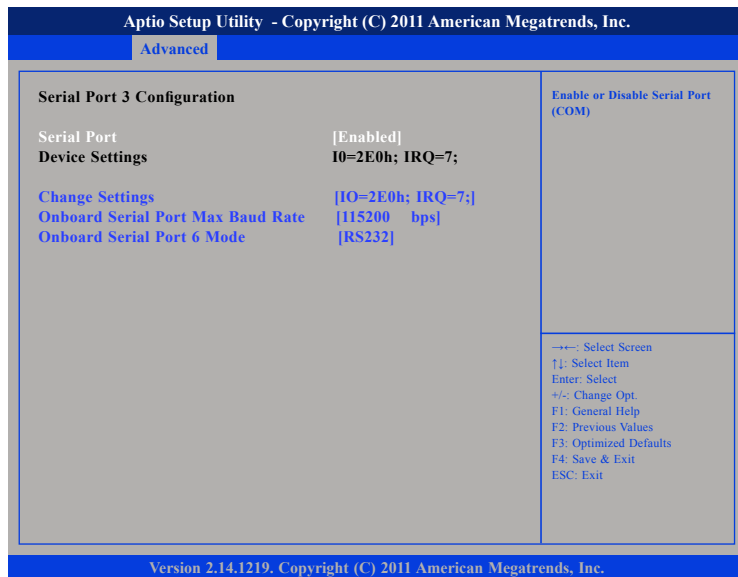 Aptio Setup Utility - Copyright (C) 2011 American Megatrends, Inc.
Advanced
Serial Port 3 Configuration
Serial Port [Enabled]
Device Settings I0=2E0h; IRQ=7;
Change Settings [IO=2E0h; IRQ=7;]
Onboard Serial Port Max Baud Rate [115200 bps]
Onboard Serial Port 6 Mode [RS232]
Enable or Disable Serial Port
(COM)
→←: Select Screen
↑↓: Select Item
Enter: Select
+/-: Change Opt.
F1: General Help
F2: Previous Values
F3: Optimized Defaults
F4: Save & Exit
ESC: Exit
Version 2.14.1219. Copyright (C) 2011 American Megatrends, Inc.